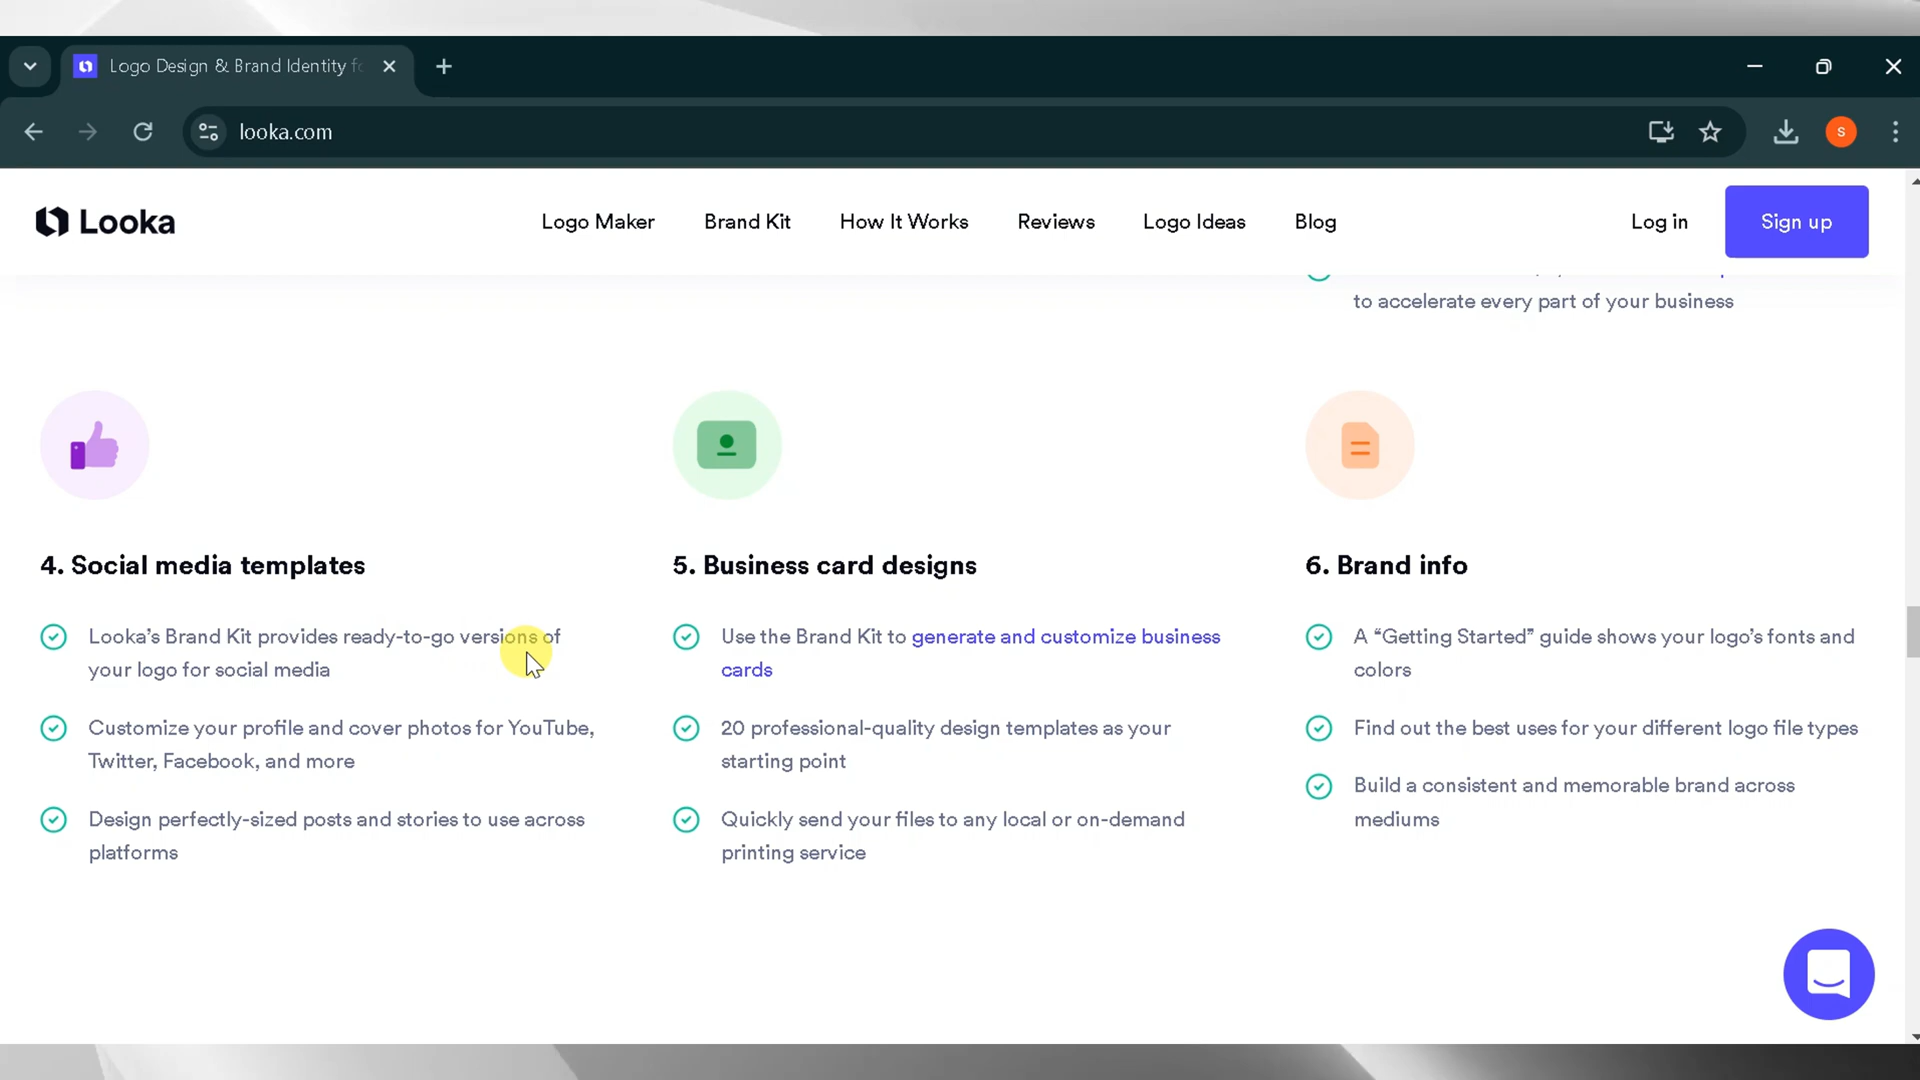 Logo Design & Brand Identity fo
looka.com
S
Looka
Logo Maker
Brand Kit
How It Works
Reviews
Logo Ideas
Blog
Log in
Sign up
to accelerate every part of your business
4. Social media templates
Looka’s Brand Kit provides ready-to-go versions of
your logo for social media
Customize your profile and cover photos for YouTube,
Twitter, Facebook, and more
Design perfectly-sized posts and stories to use across
platforms
5. Business card designs
Use the Brand Kit to generate and customize business
cards
20 professional-quality design templates as your
starting point
Quickly send your files to any local or on-demand
printing service
6. Brand info
A “Getting Started” guide shows your logo’s fonts and
colors
Find out the best uses for your different logo file types
Build a consistent and memorable brand across
mediums